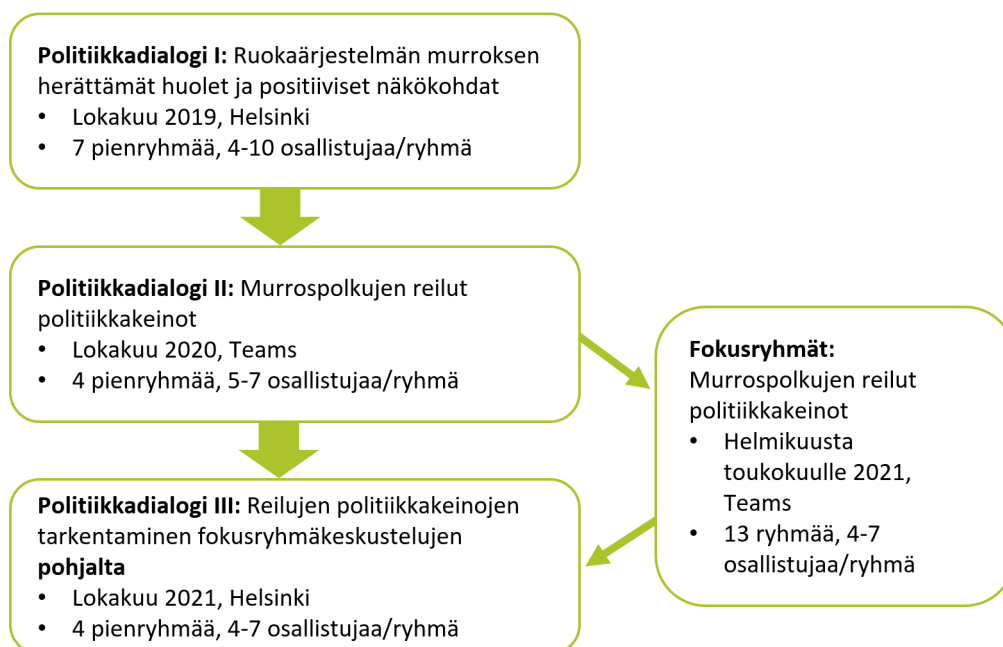 Politiikkadialogi I: Ruokaärjestelmän murroksen
herättämät huolet ja positiiviset näkökohdat
• Lokakuu 2019, Helsinki
• 7 pienryhmää, 4-10 osallistujaa/ryhmä
Politiikkadialogi II: Murrospolkujen reilut
politiikkakeinot
• Lokakuu 2020, Teams
• 4 pienryhmää, 5-7 osallistujaa/ryhmä
Fokusryhmät:
Murrospolkujen reilut
politiikkakeinot
• Helmikuusta
toukokuulle 2021,
Teams
• 13 ryhmää, 4-7
osallistujaa/ryhmä
Politiikkadialogi III: Reilujen politiikkakeinojen
tarkentaminen fokusryhmäkeskustelujen
pohjalta
• Lokakuu 2021, Helsinki
• 4 pienryhmää, 4-7 osallistujaa/ryhmä